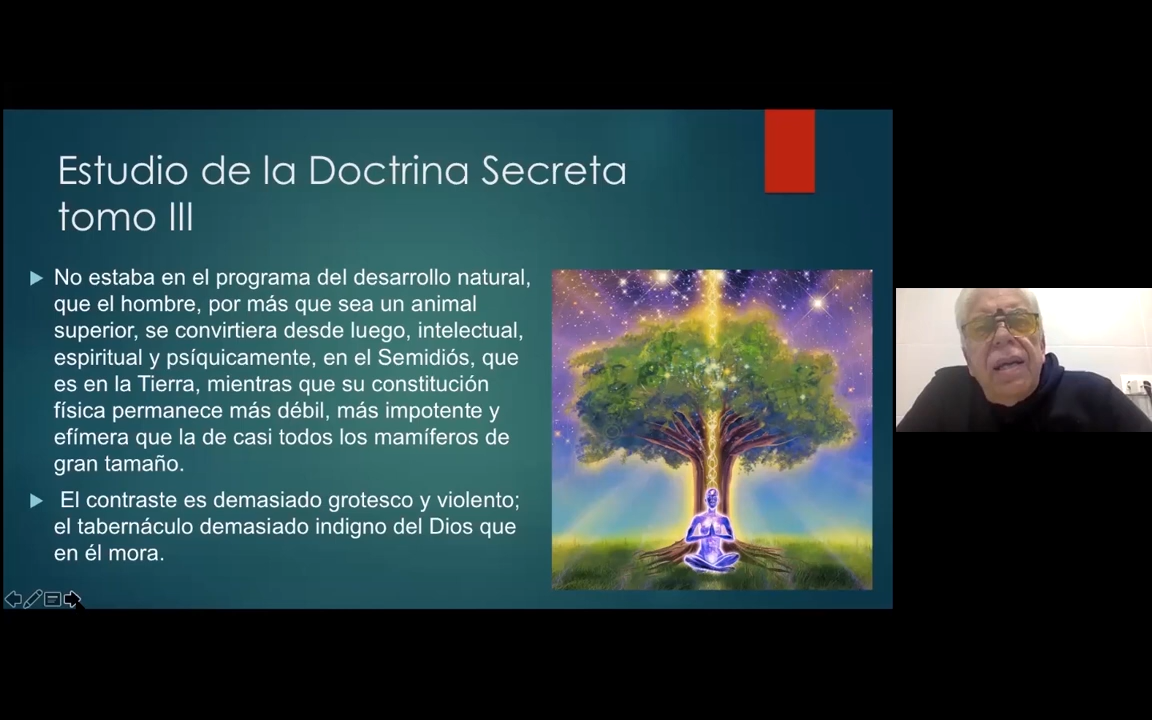 Estudio de la Doctrina Secreta
tomo III
No estaba en el programa del desarrollo natural,
que el hombre, por más que sea un animal
superior, se convirtiera desde luego, intelectual,
espiritual y psíquicamente, en el Semidiós, que
es en la Tierra, mientras que su constitución
física permanece más débil, más impotente y
efímera que la de casi todos los mamíferos de
gran tamaño.
El contraste es demasiado grotesco y violento;
el tabernáculo demasiado indigno del Dios que
en él mora.